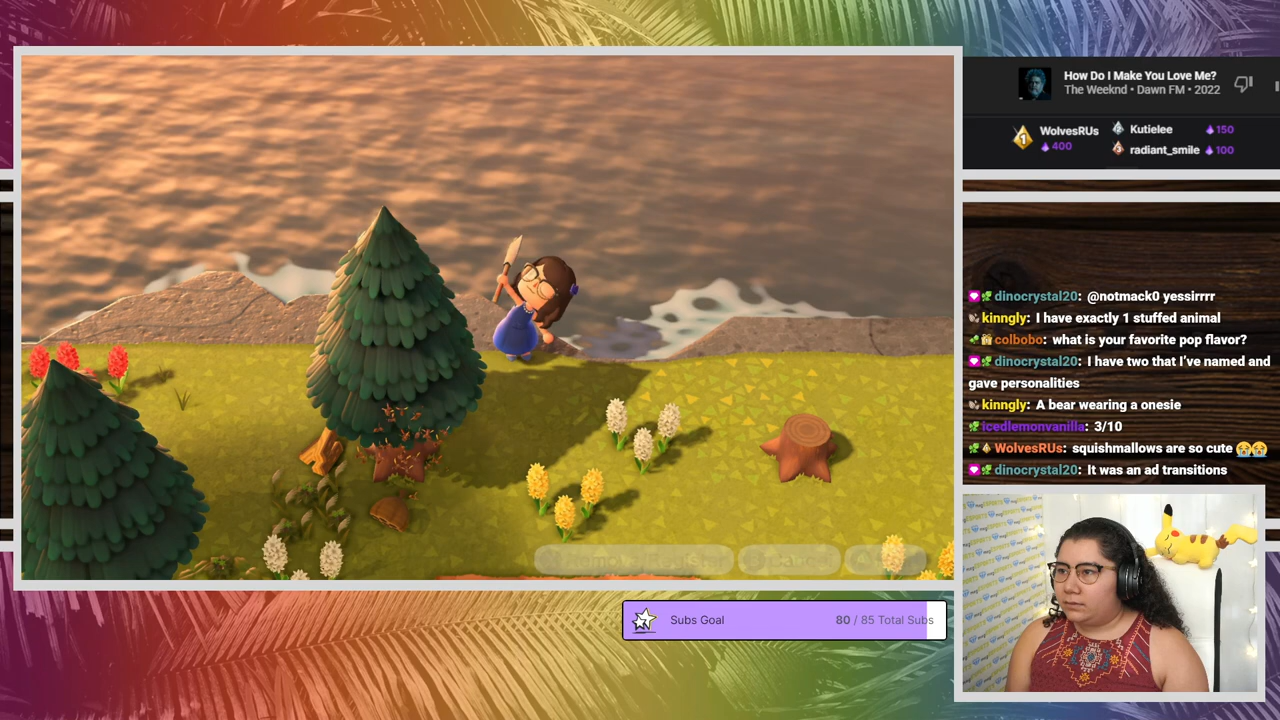 How Do I Make You Love Me?
The Weeknd • Dawn FM • 2022
1
WolvesRUs
400
Kutielee
150
radiant_smile
100
dinocrystal20: @notmack0 yessirrrr
kinngly: I have exactly 1 stuffed animal
colbobo: what is your favorite pop flavor?
dinocrystal20: I have two that I've named and
gave personalities
kinngly: A bear wearing a onesie
icedlemonvanilla: 3/10
WolvesRUs: squishmallows are so cute 😭😭
dinocrystal20: It was an ad transitions
Subs Goal
80 / 85 Total Subs